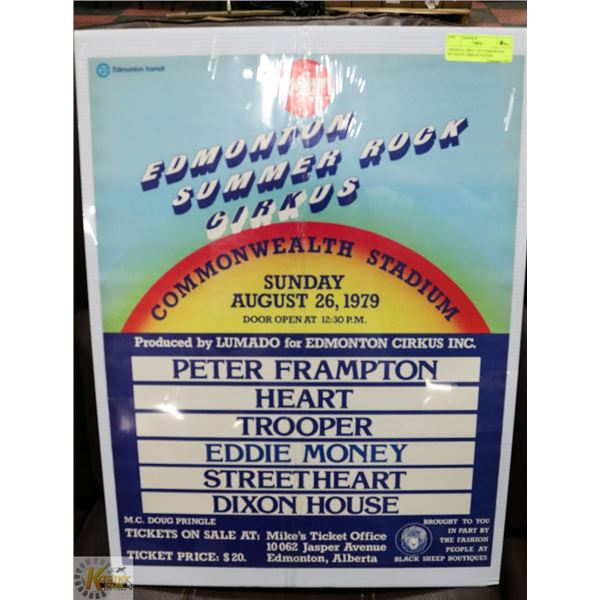 Edmonton transit
EDMONTON
SUMMER ROCK
CIRKUS
COMMONWEALTH STADIUM
SUNDAY
AUGUST 26, 1979
DOOR OPEN AT 12:30 P.M.
Produced by LUMADO for EDMONTON CIRKUS INC.
PETER FRAMPTON
HEART
TROOPER
EDDIE MONEY
STREETHEART
DIXON HOUSE
M.C. DOUG PRINGLE
TICKETS ON SALE AT: Mike's Ticket Office
10062 Jasper Avenue
TICKET PRICE: $20. Edmonton, Alberta
BROUGHT TO YOU
IN PART BY
THE FASHION
PEOPLE AT
BLACK SHEEP BOUTIQUES